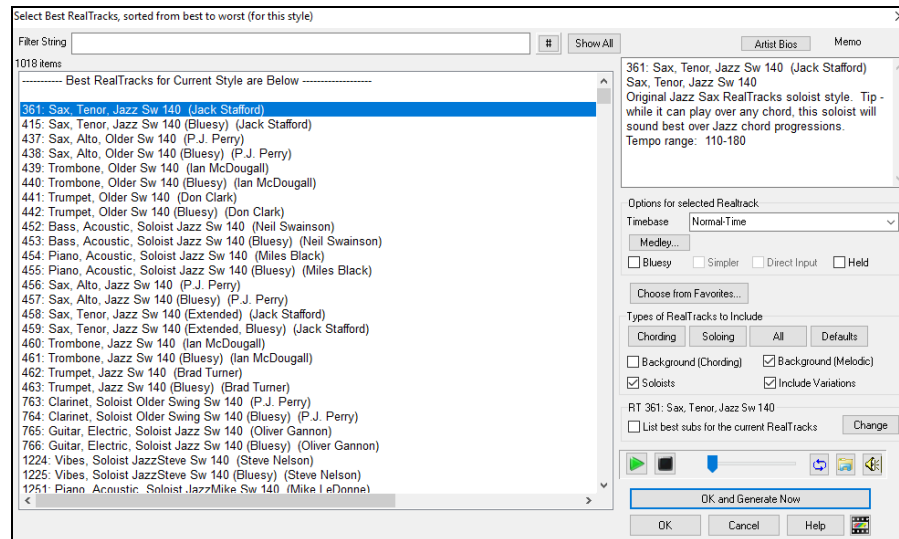 Select Best RealTracks, sorted from best to worst (for this style)
Filter String
#
Show All
Artist Bios
Memo
1018 items
----------- Best RealTracks for Current Style are Below -------------------
361: Sax, Tenor, Jazz Sw 140 (Jack Stafford)
415: Sax, Tenor, Jazz Sw 140 (Bluesy) (Jack Stafford)
437: Sax, Alto, Older Sw 140 (P.J. Perry)
438: Sax, Alto, Older Sw 140 (Bluesy) (P.J. Perry)
439: Trombone, Older Sw 140 (Ian McDougall)
440: Trombone, Older Sw 140 (Bluesy) (Ian McDougall)
441: Trumpet, Older Sw 140 (Don Clark)
442: Trumpet, Older Sw 140 (Bluesy) (Don Clark)
452: Bass, Acoustic, Soloist Jazz Sw 140 (Neil Swainson)
453: Bass, Acoustic, Soloist Jazz Sw 140 (Bluesy) (Neil Swainson)
454: Piano, Acoustic, Soloist Jazz Sw 140 (Miles Black)
455: Piano, Acoustic, Soloist Jazz Sw 140 (Bluesy) (Miles Black)
456: Sax, Alto, Jazz Sw 140 (P.J. Perry)
457: Sax, Alto, Jazz Sw 140 (Bluesy) (P.J. Perry)
458: Sax, Tenor, Jazz Sw 140 (Extended) (Jack Stafford)
459: Sax, Tenor, Jazz Sw 140 (Extended, Bluesy) (Jack Stafford)
460: Trombone, Jazz Sw 140 (Ian McDougall)
461: Trombone, Jazz Sw 140 (Bluesy) (Ian McDougall)
462: Trumpet, Jazz Sw 140 (Brad Turner)
463: Trumpet, Jazz Sw 140 (Bluesy) (Brad Turner)
763: Clarinet, Soloist Older Swing Sw 140 (P.J. Perry)
764: Clarinet, Soloist Older Swing Sw 140 (Bluesy) (P.J. Perry)
765: Guitar, Electric, Soloist Jazz Sw 140 (Oliver Gannon)
766: Guitar, Electric, Soloist Jazz Sw 140 (Bluesy) (Oliver Gannon)
1224: Vibes, Soloist JazzSteve Sw 140 (Steve Nelson)
1225: Vibes, Soloist JazzSteve Sw 140 (Bluesy) (Steve Nelson)
1251: Piano, Acoustic, Soloist JazzMike Sw 140 (Mike LeDonne)
361: Sax, Tenor, Jazz Sw 140 (Jack Stafford)
Sax, Tenor, Jazz Sw 140
Original Jazz Sax RealTracks soloist style. Tip -
while it can play over any chord, this soloist will
sound best over Jazz chord progressions.
Tempo range: 110-180
Options for selected Realtrack
Timebase
Normal-Time
Medley...
Bluesy
Simpler
Direct Input
Held
Choose from Favorites...
Types of RealTracks to Include
Chording
Soloing
All
Defaults
Background (Chording)
Background (Melodic)
Soloists
Include Variations
RT 361: Sax, Tenor, Jazz Sw 140
List best subs for the current RealTracks
Change
OK and Generate Now
OK
Cancel
Help